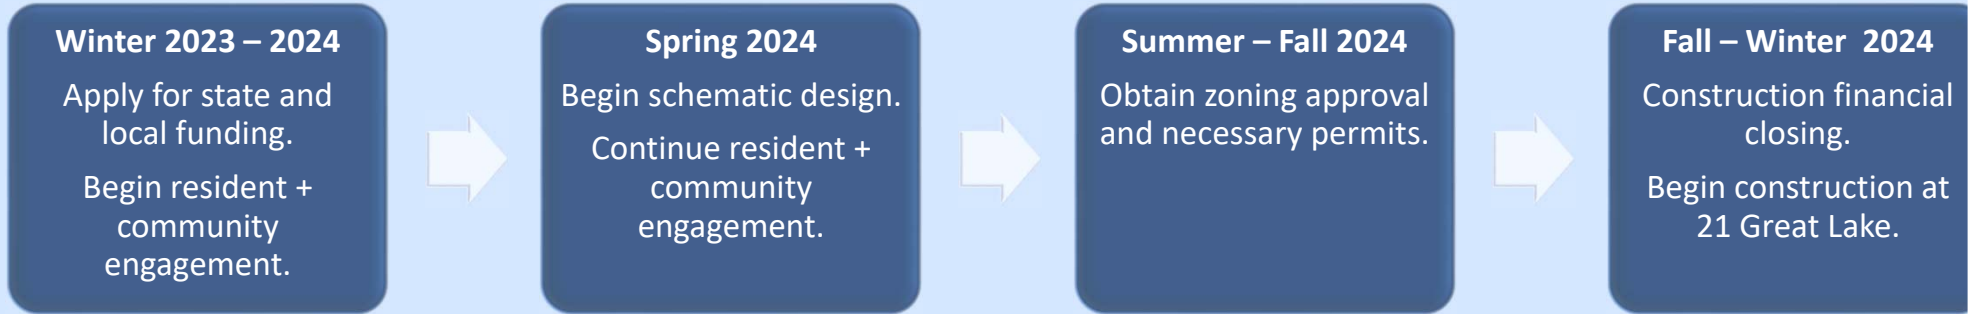 Winter 2023 – 2024
Apply for state and
local funding.
Begin resident +
community
engagement.
Spring 2024
Begin schematic design.
Continue resident +
community
engagement.
Summer – Fall 2024
Obtain zoning approval
and necessary permits.
Fall – Winter  2024
Construction financial
closing.
Begin construction at
21 Great Lake.